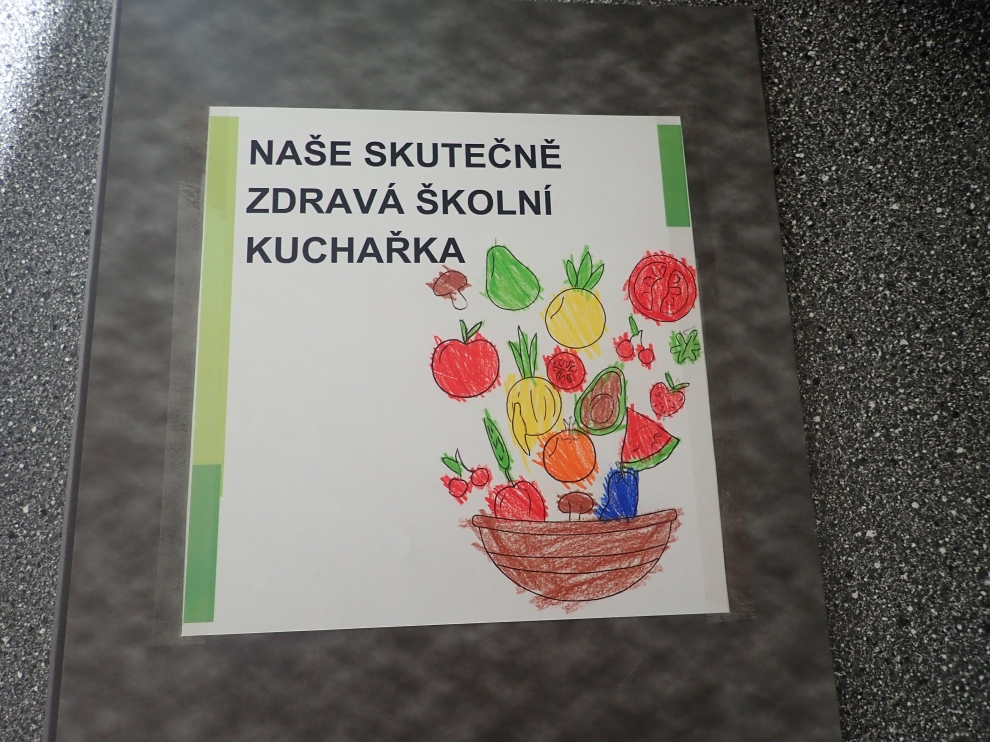 NAŠE SKUTEČNĚ
ZDRAVÁ ŠKOLNÍ
KUCHAŘKA